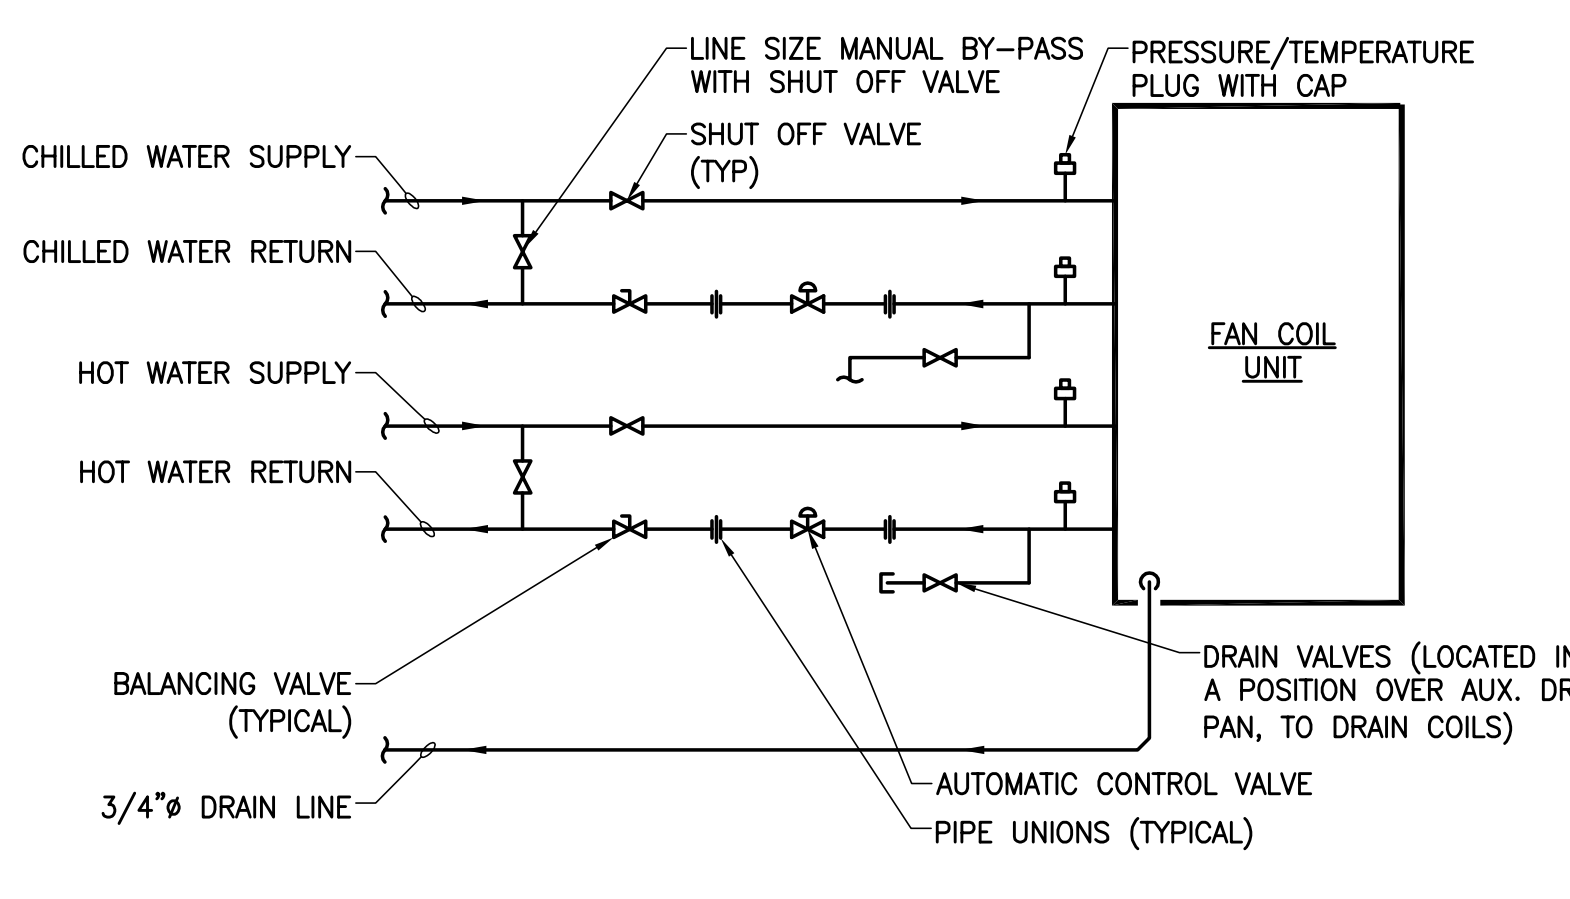 LINE SIZE MANUAL BY-PASS
WITH SHUT OFF VALVE
PRESSURE/TEMPERATURE
PLUG WITH CAP
SHUT OFF VALVE
(TYP)
CHILLED WATER SUPPLY
CHILLED WATER RETURN
FAN COIL
UNIT
HOT WATER SUPPLY
HOT WATER RETURN
DRAIN VALVES (LOCATED
A POSITION OVER AUX.
PAN, TO DRAIN COILS)
BALANCING VALVE
(TYPICAL)
AUTOMATIC CONTROL VALVE
3/4"ø DRAIN LINE
PIPE UNIONS (TYPICAL)